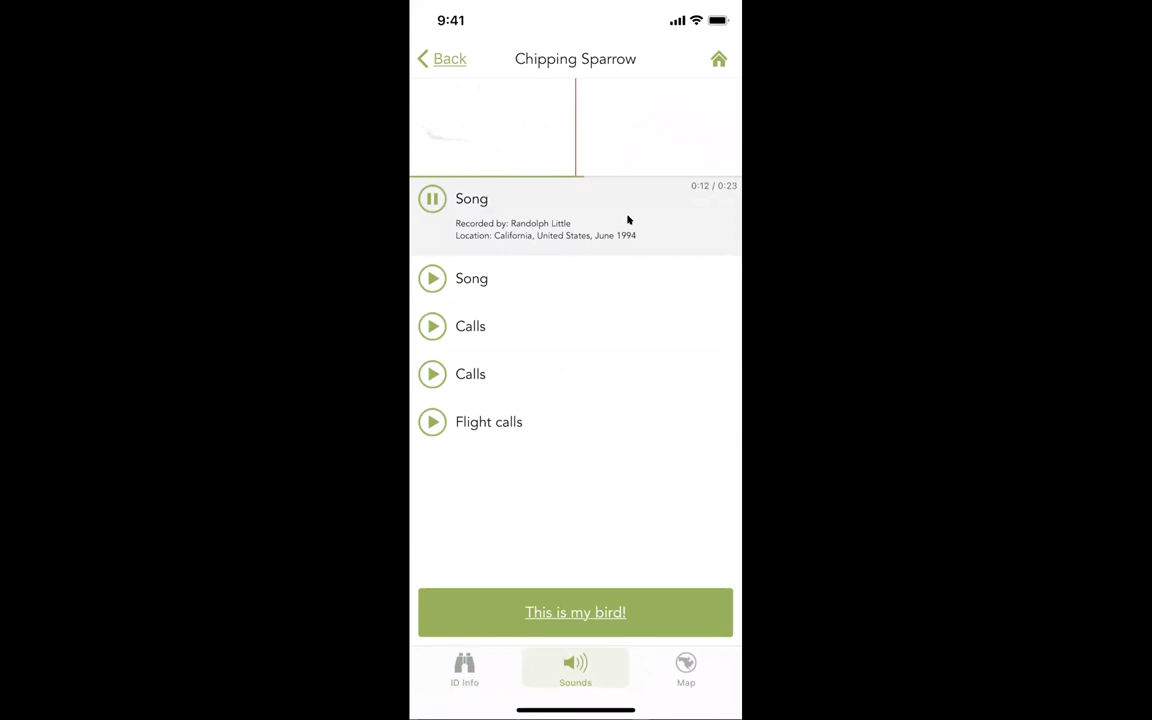 9:41
Back
Chipping Sparrow
0:12 / 0:23
Song
Recorded by: Randolph Little
Location: California, United States, June 1994
Song
Calls
Calls
Flight calls
This is my bird!
ID Info
Sounds
Map